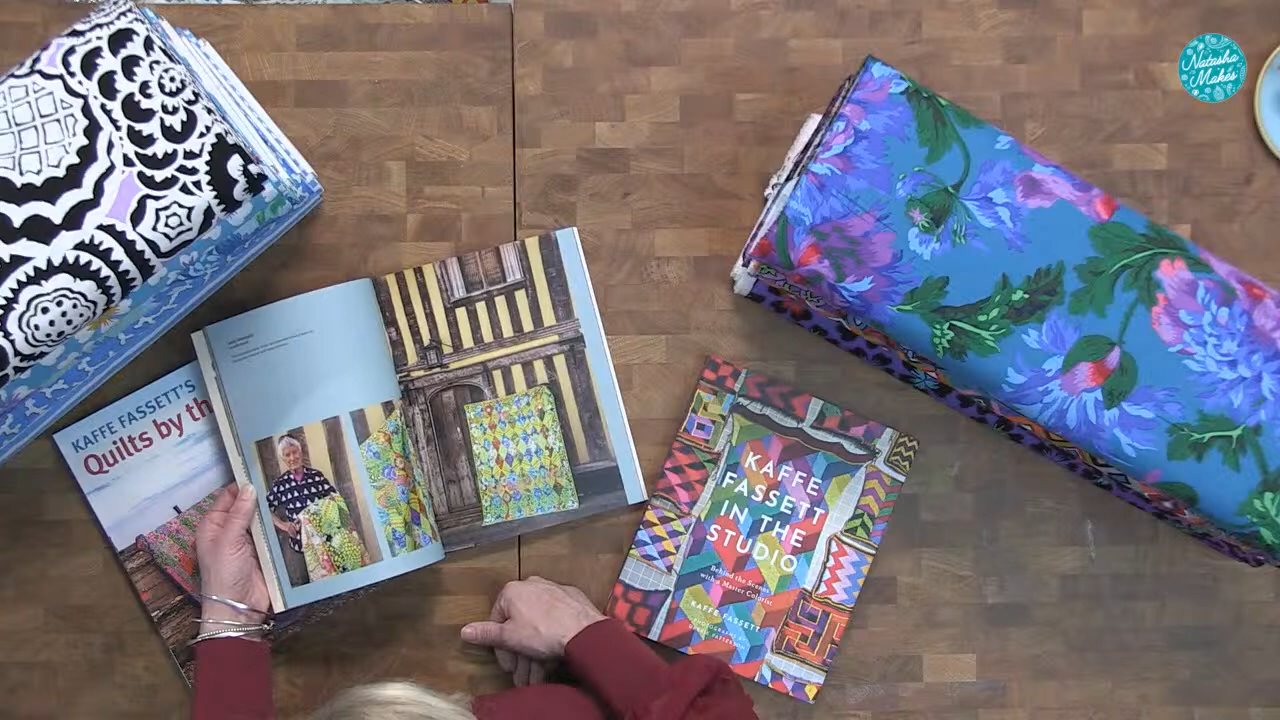 Natasha
Makes
KAFFE FASSETT'S
Quilts by th
KAFFE
FASSETT
IN THE
STUDIO
Behind the Scenes
with a Master Colorist
KAFFE FASSETT